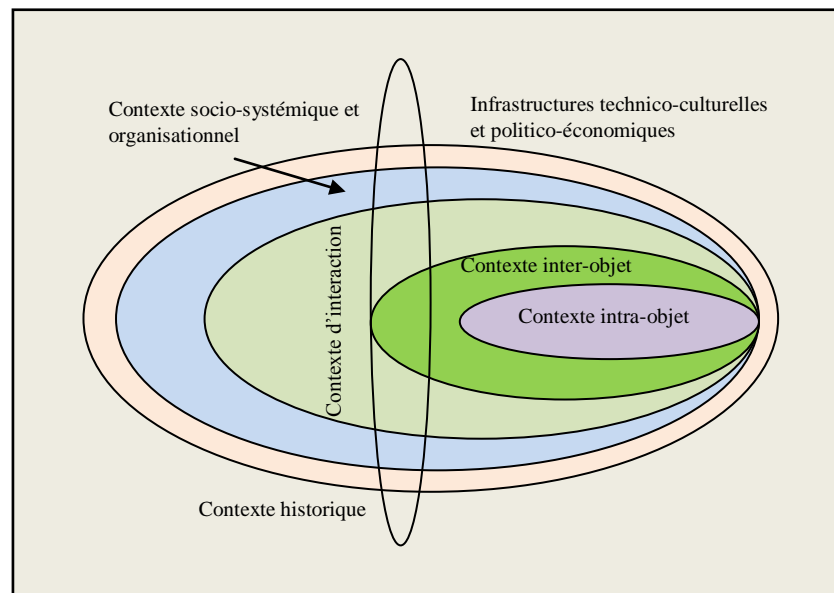 Contexte socio-systémique et
organisationnel
Infrastructures technico-culturelles
et politico-économiques
Contexte d’interaction
Contexte inter-objet
Contexte intra-objet
Contexte historique